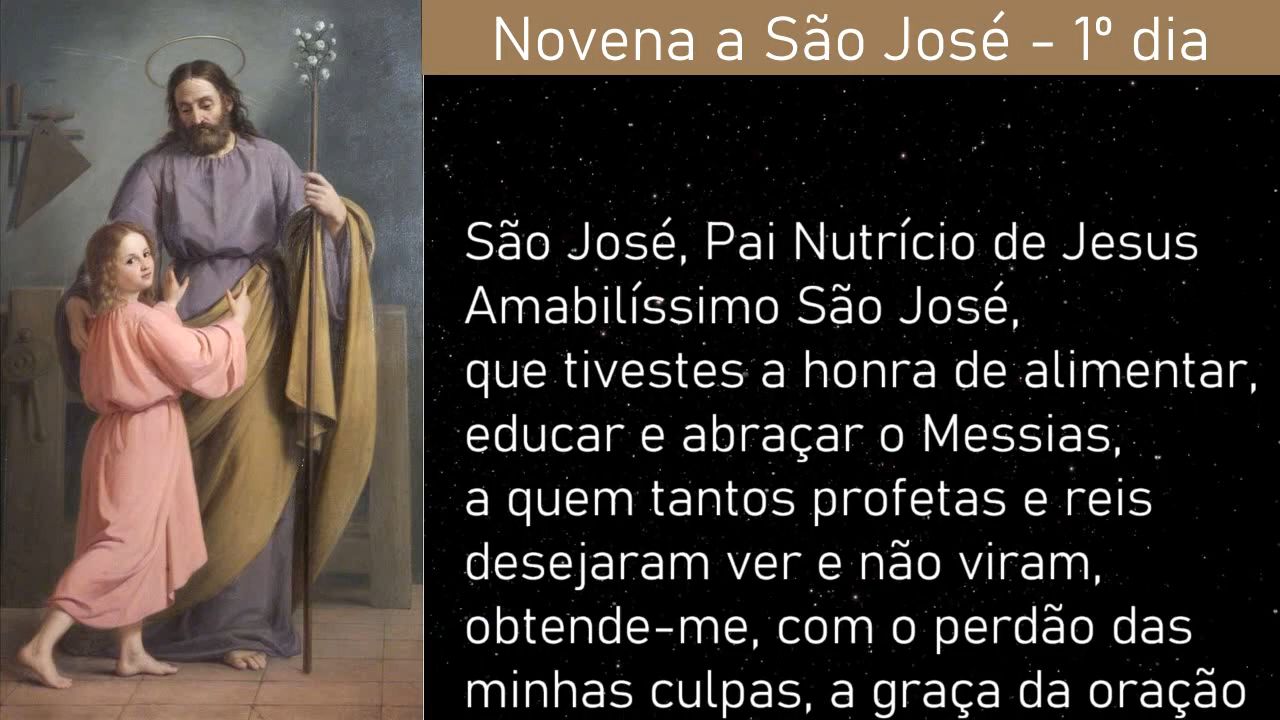 Novena a São José - 1º dia
São José, Pai Nutrício de Jesus
Amabilíssimo São José,
que tivestes a honra de alimentar,
educar e abraçar o Messias,
a quem tantos profetas e reis
desejaram ver e não viram,
obtende-me, com o perdão das
minhas culpas, a graça da oração